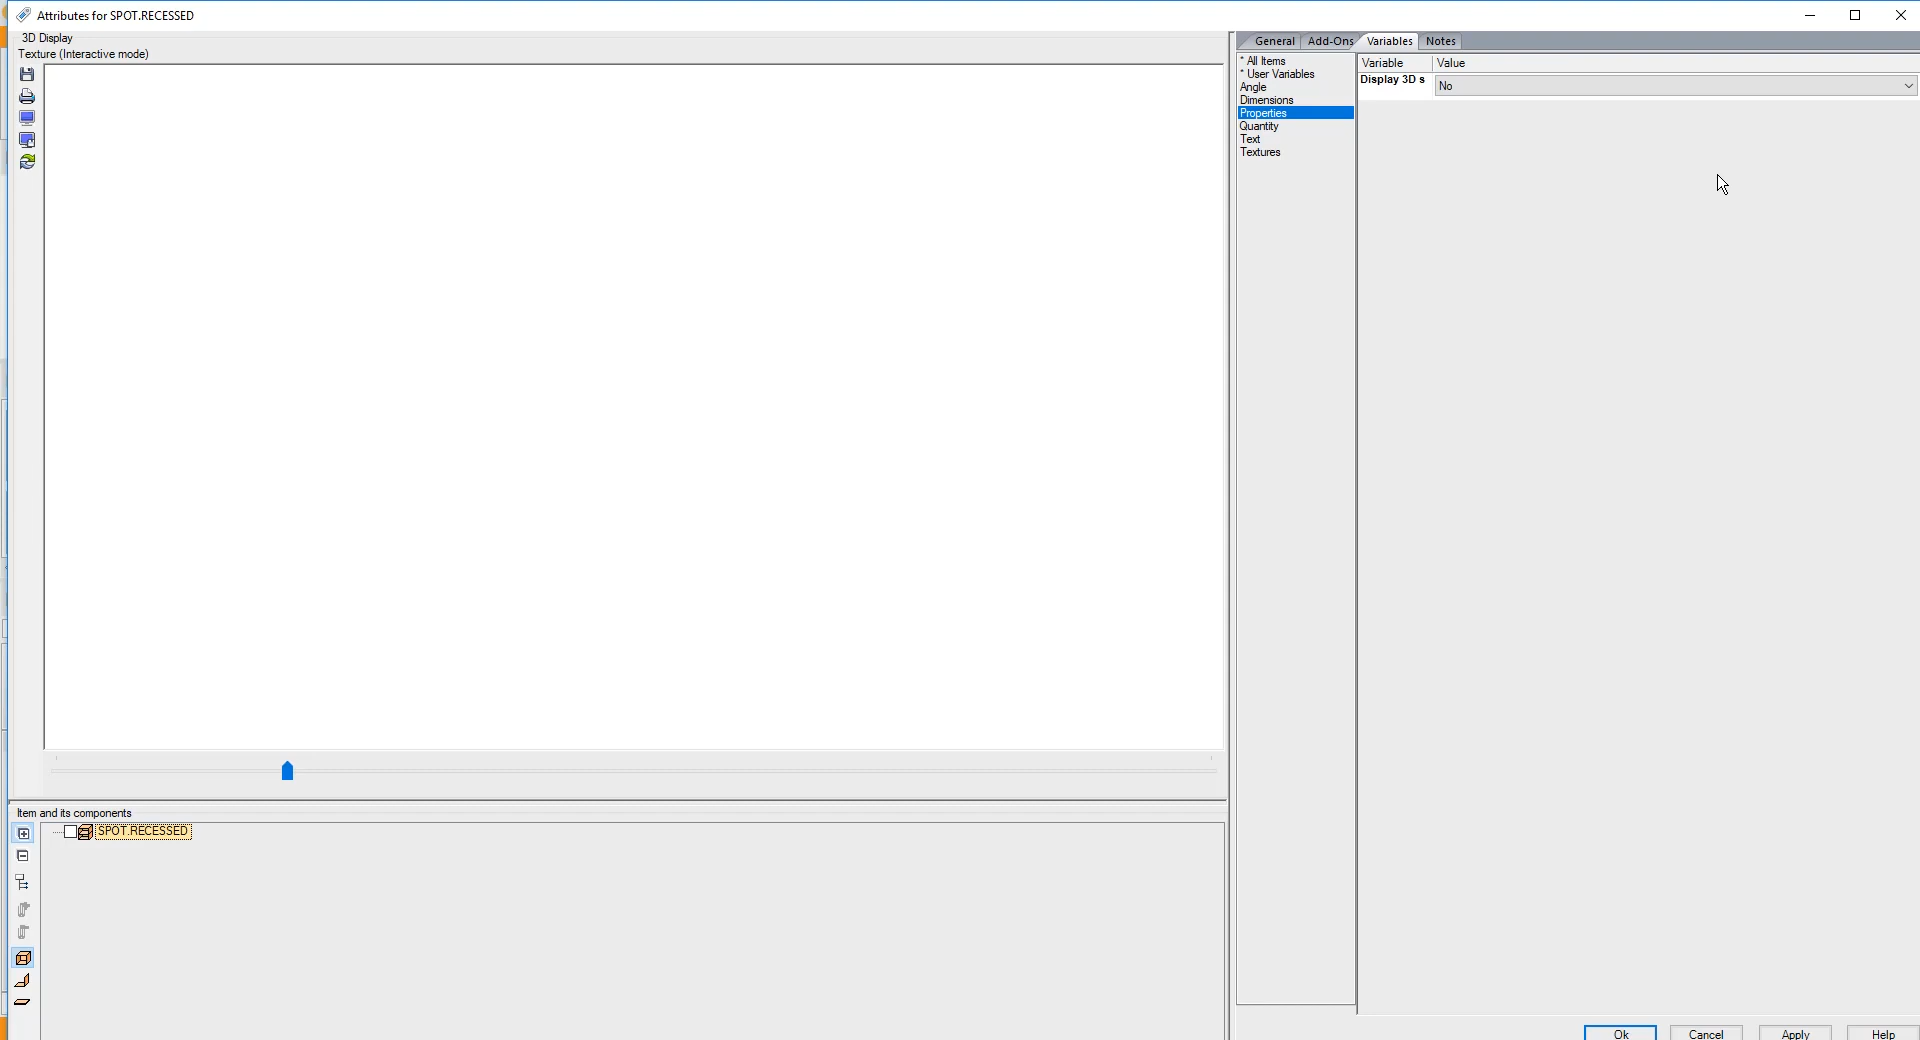 Attributes for SPOT.RECESSED
3D Display
Texture (Interactive mode)
General Add-Ons Variables Notes
* All Items
* User Variables
Angle
Dimensions
Properties
Quantity
Text
Textures
Variable Value
Display 3D s No
Item and its components
SPOT.RECESSED
Ok Cancel Apply Help